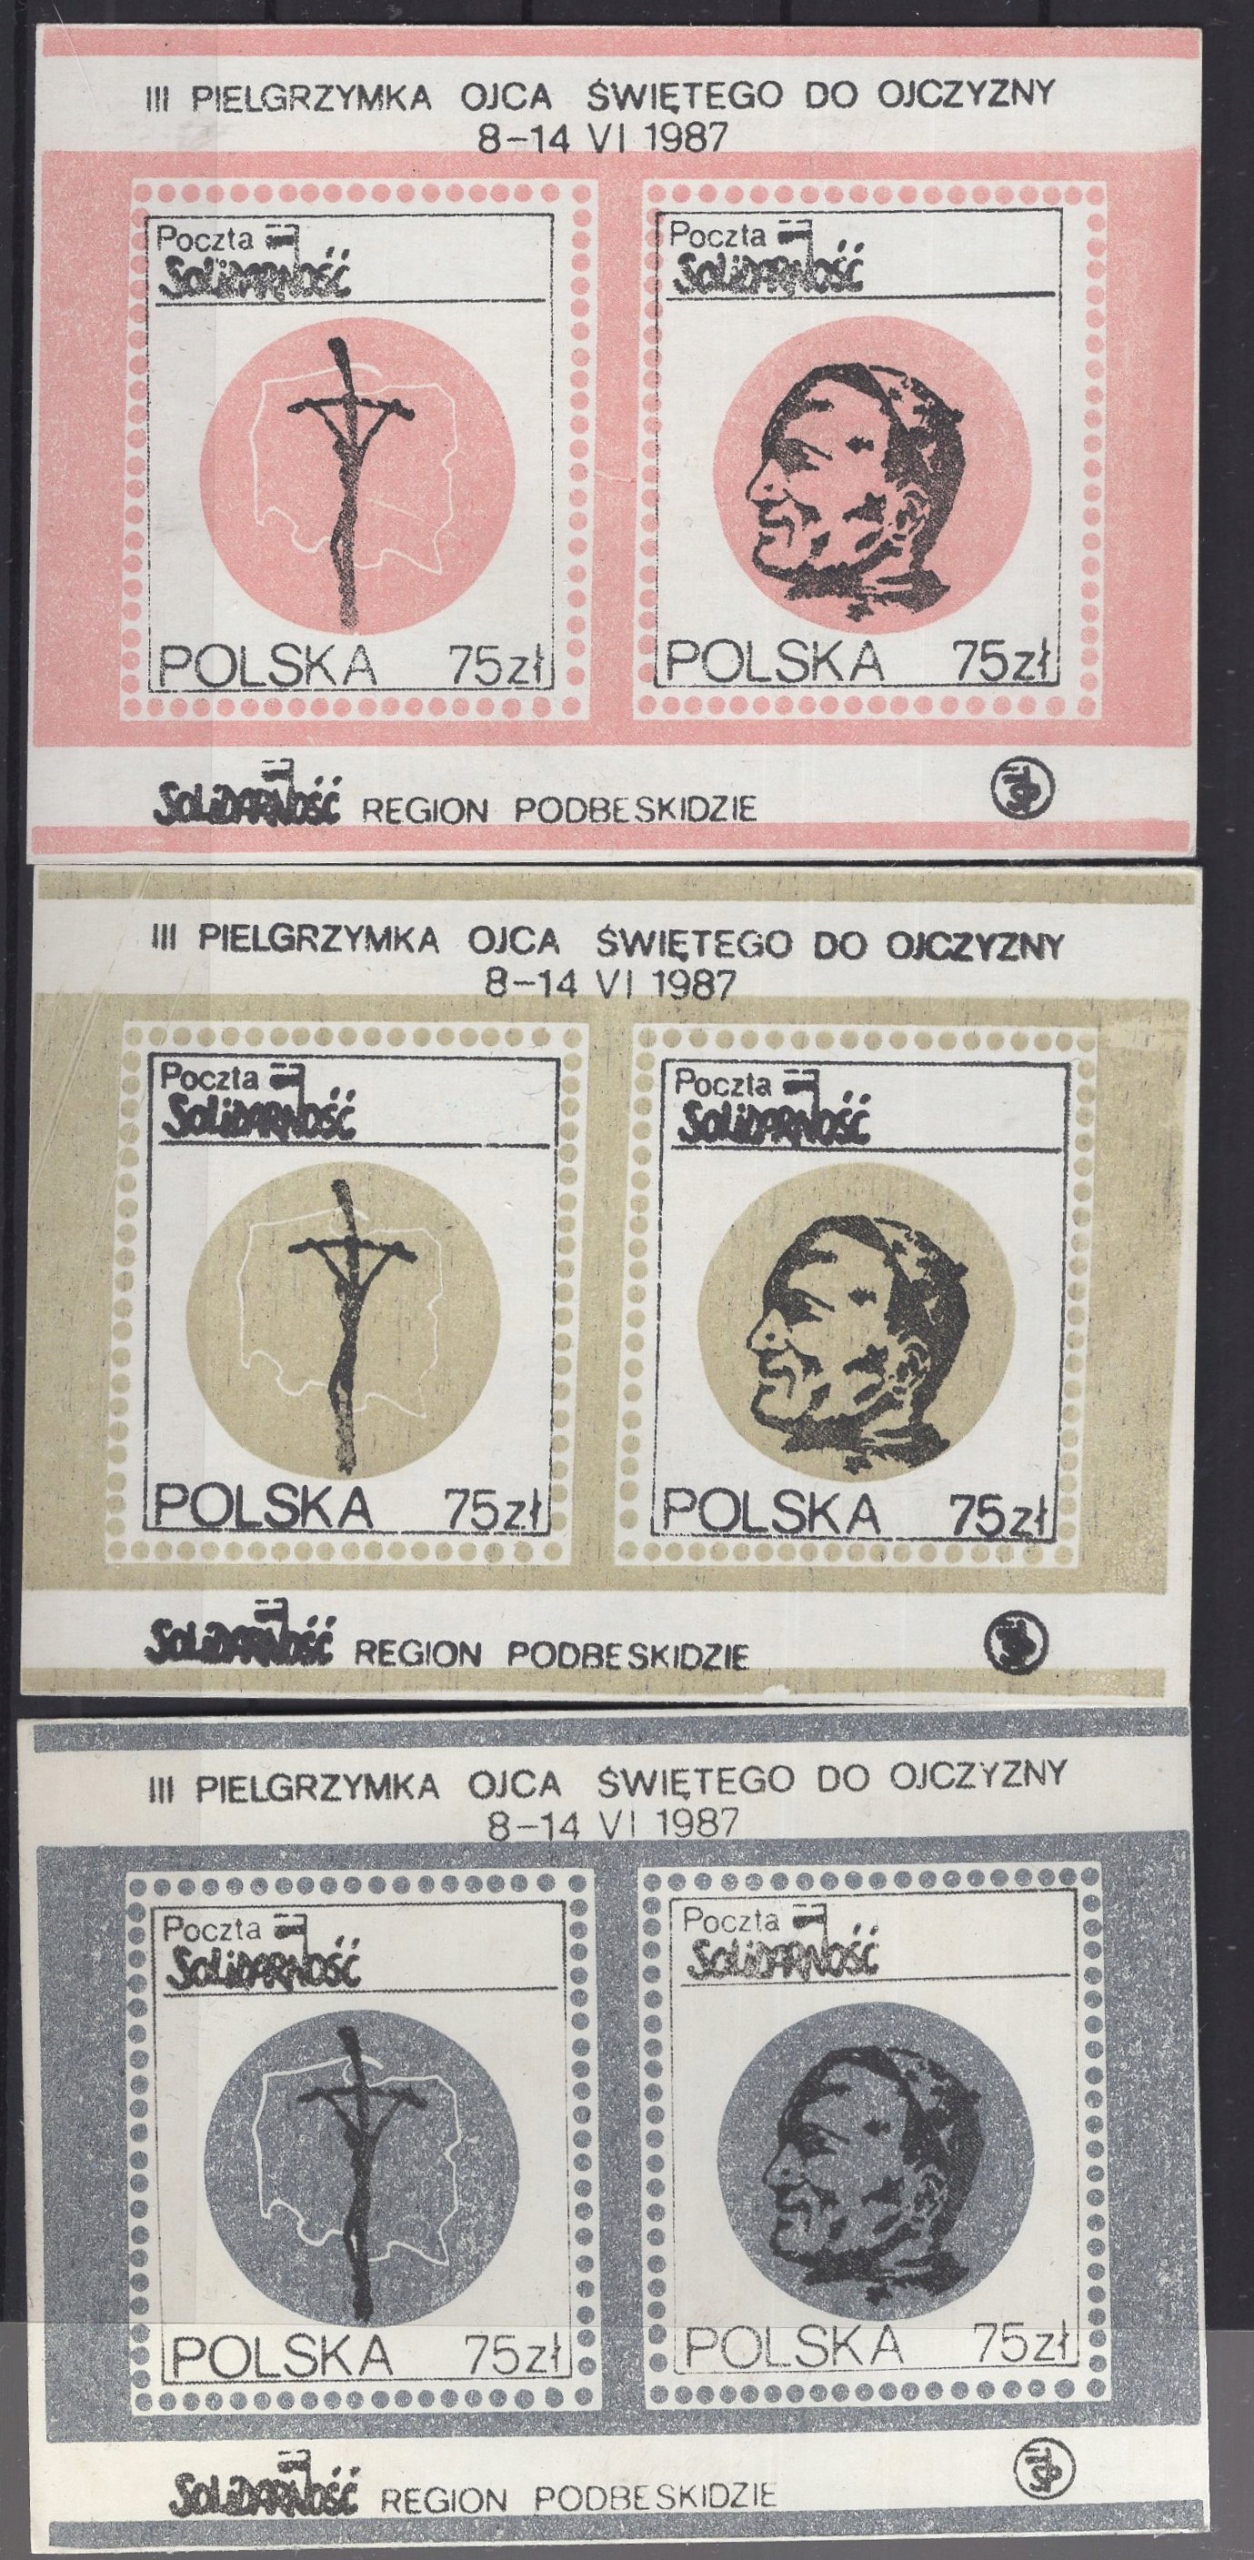 III PIELGRZYMKA OJCA ŚWIĘTEGO DO OJCZYZNY
8–14 VI 1987
Poczta
SOLIDARNOŚĆ
POLSKA 75zł
Poczta
SOLIDARNOŚĆ
POLSKA 75zł
SOLIDARNOŚĆ REGION PODBESKIDZIE
III PIELGRZYMKA OJCA ŚWIĘTEGO DO OJCZYZNY
8–14 VI 1987
Poczta
SOLIDARNOŚĆ
POLSKA 75zł
Poczta
SOLIDARNOŚĆ
POLSKA 75zł
SOLIDARNOŚĆ REGION PODBESKIDZIE
III PIELGRZYMKA OJCA ŚWIĘTEGO DO OJCZYZNY
8–14 VI 1987
Poczta
SOLIDARNOŚĆ
POLSKA 75zł
Poczta
SOLIDARNOŚĆ
POLSKA 75zł
SOLIDARNOŚĆ REGION PODBESKIDZIE